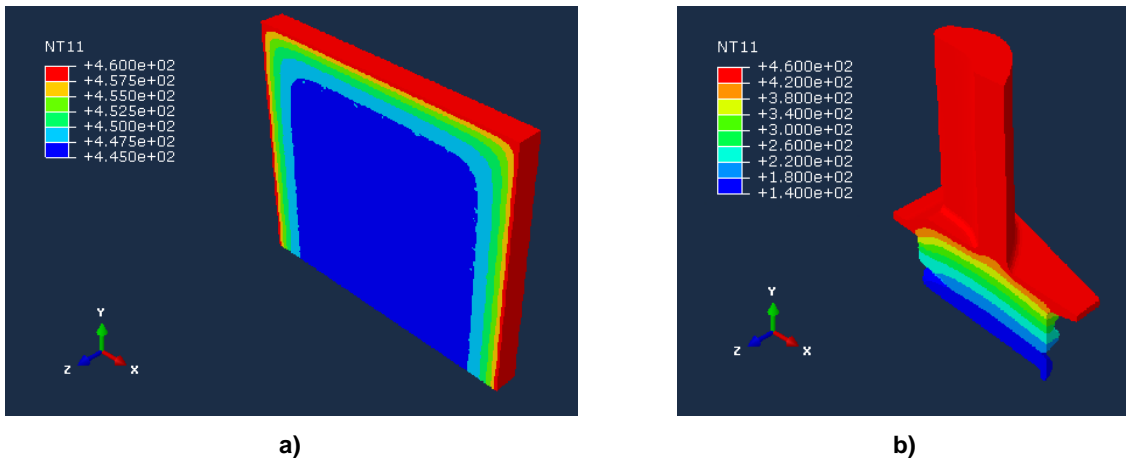 NT11
+4.600e+02
+4.575e+02
+4.550e+02
+4.525e+02
+4.500e+02
+4.475e+02
+4.450e+02
Y
Z
X
a)
NT11
+4.600e+02
+4.200e+02
+3.800e+02
+3.400e+02
+3.000e+02
+2.600e+02
+2.200e+02
+1.800e+02
+1.400e+02
Y
Z
X
b)